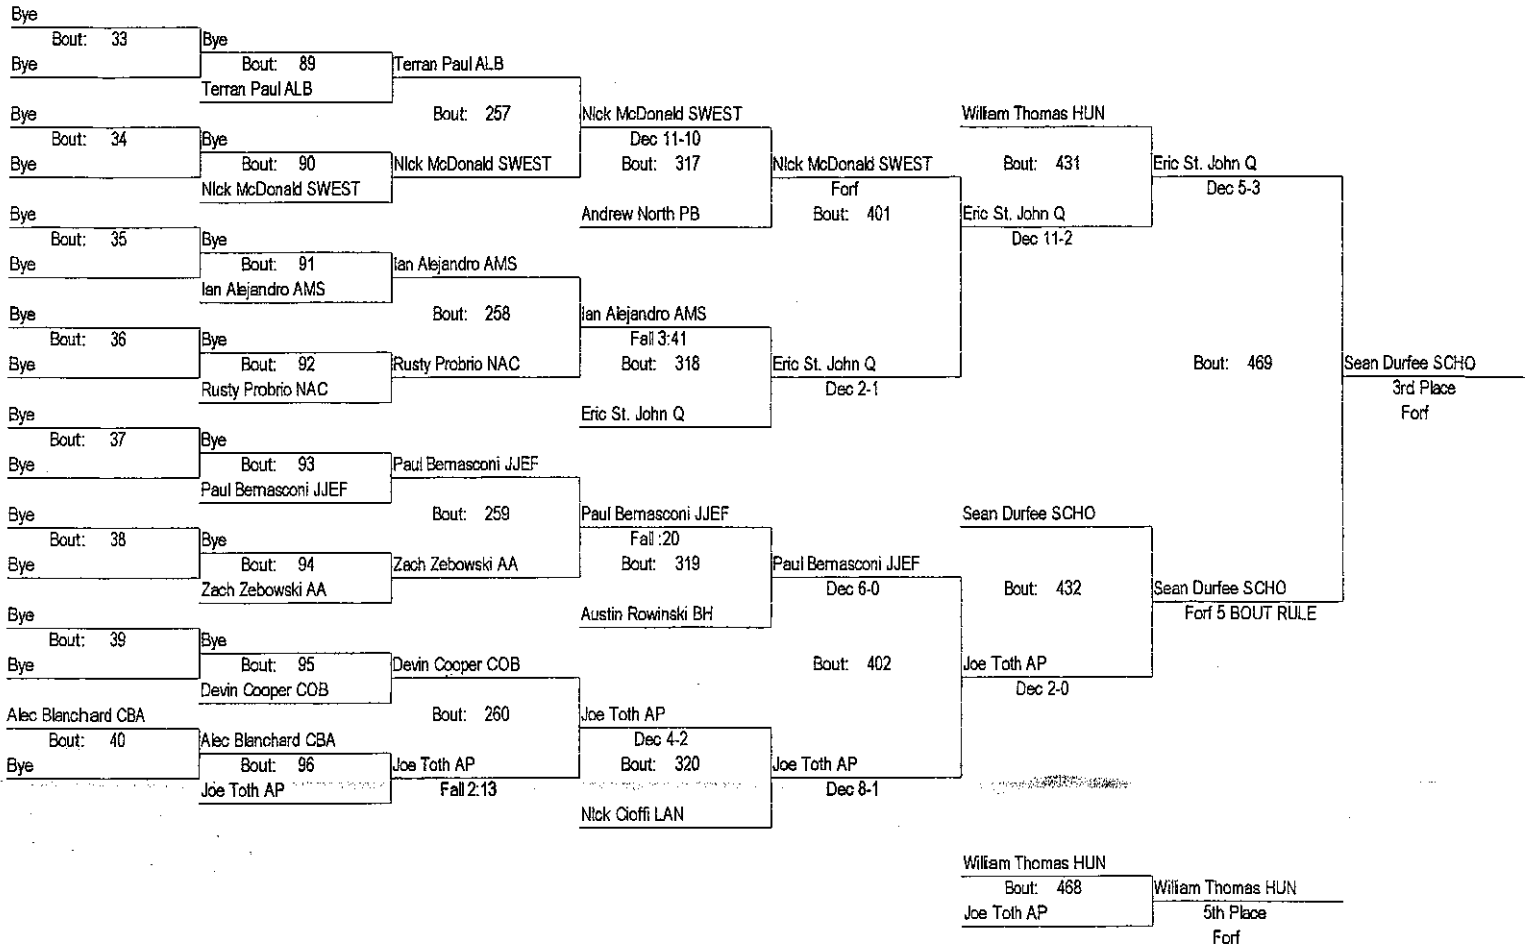 Bye
Bout: 33
Bye
Bye
Bout: 89
Terran Paul ALB
Terran Paul ALB
Bye
Bout: 34
Bye
Bye
Bout: 90
Nick McDonald SWEST
Bout: 257
Nick McDonald SWEST
Nick McDonald SWEST
Dec 11-10
Bout: 317
Andrew North PB
Nick McDonald SWEST
Forf
Bout: 401
Bye
Bout: 35
Bye
Bye
Bout: 91
Ian Alejandro AMS
Ian Alejandro AMS
Bout: 258
Bye
Bout: 36
Bye
Bye
Bout: 92
Rusty Probrio NAC
Rusty Probrio NAC
Ian Alejandro AMS
Fall 3:41
Bout: 318
Eric St. John Q
Eric St. John Q
Dec 2-1
William Thomas HUN
Bout: 431
Eric St. John Q
Dec 11-2
Eric St. John Q
Dec 5-3
Bout: 469
Sean Durfee SCHO
3rd Place
Forf
Bye
Bout: 37
Bye
Bye
Bout: 93
Paul Bernasconi JJEF
Paul Bernasconi JJEF
Bout: 259
Bye
Bout: 38
Bye
Bye
Bout: 94
Zach Zebowski AA
Zach Zebowski AA
Paul Bernasconi JJEF
Fall :20
Bout: 319
Austin Rowinski BH
Paul Bernasconi JJEF
Dec 6-0
Bout: 402
Sean Durfee SCHO
Bout: 432
Joe Toth AP
Dec 2-0
Sean Durfee SCHO
Forf 5 BOUT RULE
Bye
Bout: 39
Bye
Bye
Bout: 95
Devin Cooper COB
Devin Cooper COB
Bout: 260
Alec Blanchard CBA
Bout: 40
Bye
Alec Blanchard CBA
Bout: 96
Joe Toth AP
Joe Toth AP
Fall 2:13
Joe Toth AP
Dec 4-2
Bout: 320
Nick Cioffi LAN
Joe Toth AP
Dec 8-1
William Thomas HUN
Bout: 468
Joe Toth AP
William Thomas HUN
5th Place
Forf